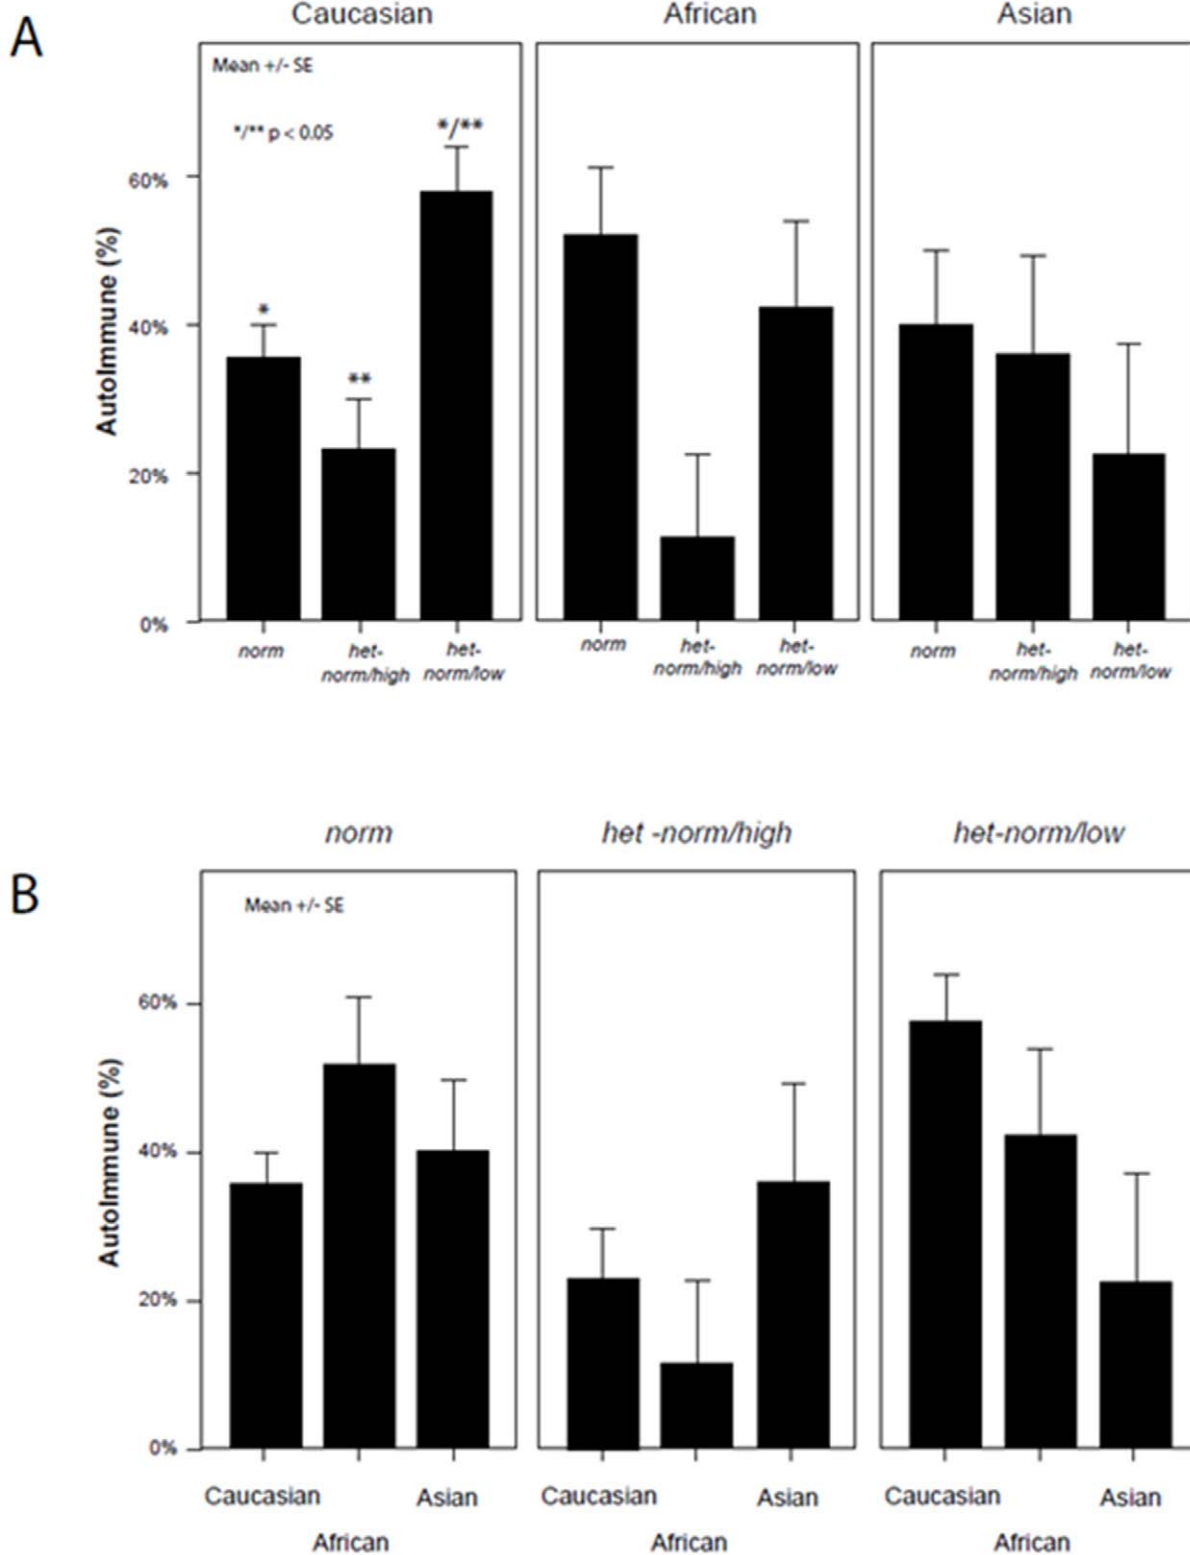 A
Caucasian African Asian
Mean +/- SE
*/** p < 0.05
*/**
60%
*
40%
**
20%
0%
AutoImmune (%)
norm het-norm/high het-norm/low
norm het-norm/high het-norm/low
norm het-norm/high het-norm/low
B
norm het -norm/high het-norm/low
Mean +/- SE
60%
40%
20%
0%
AutoImmune (%)
Caucasian Asian Caucasian Asian Caucasian Asian
African African African